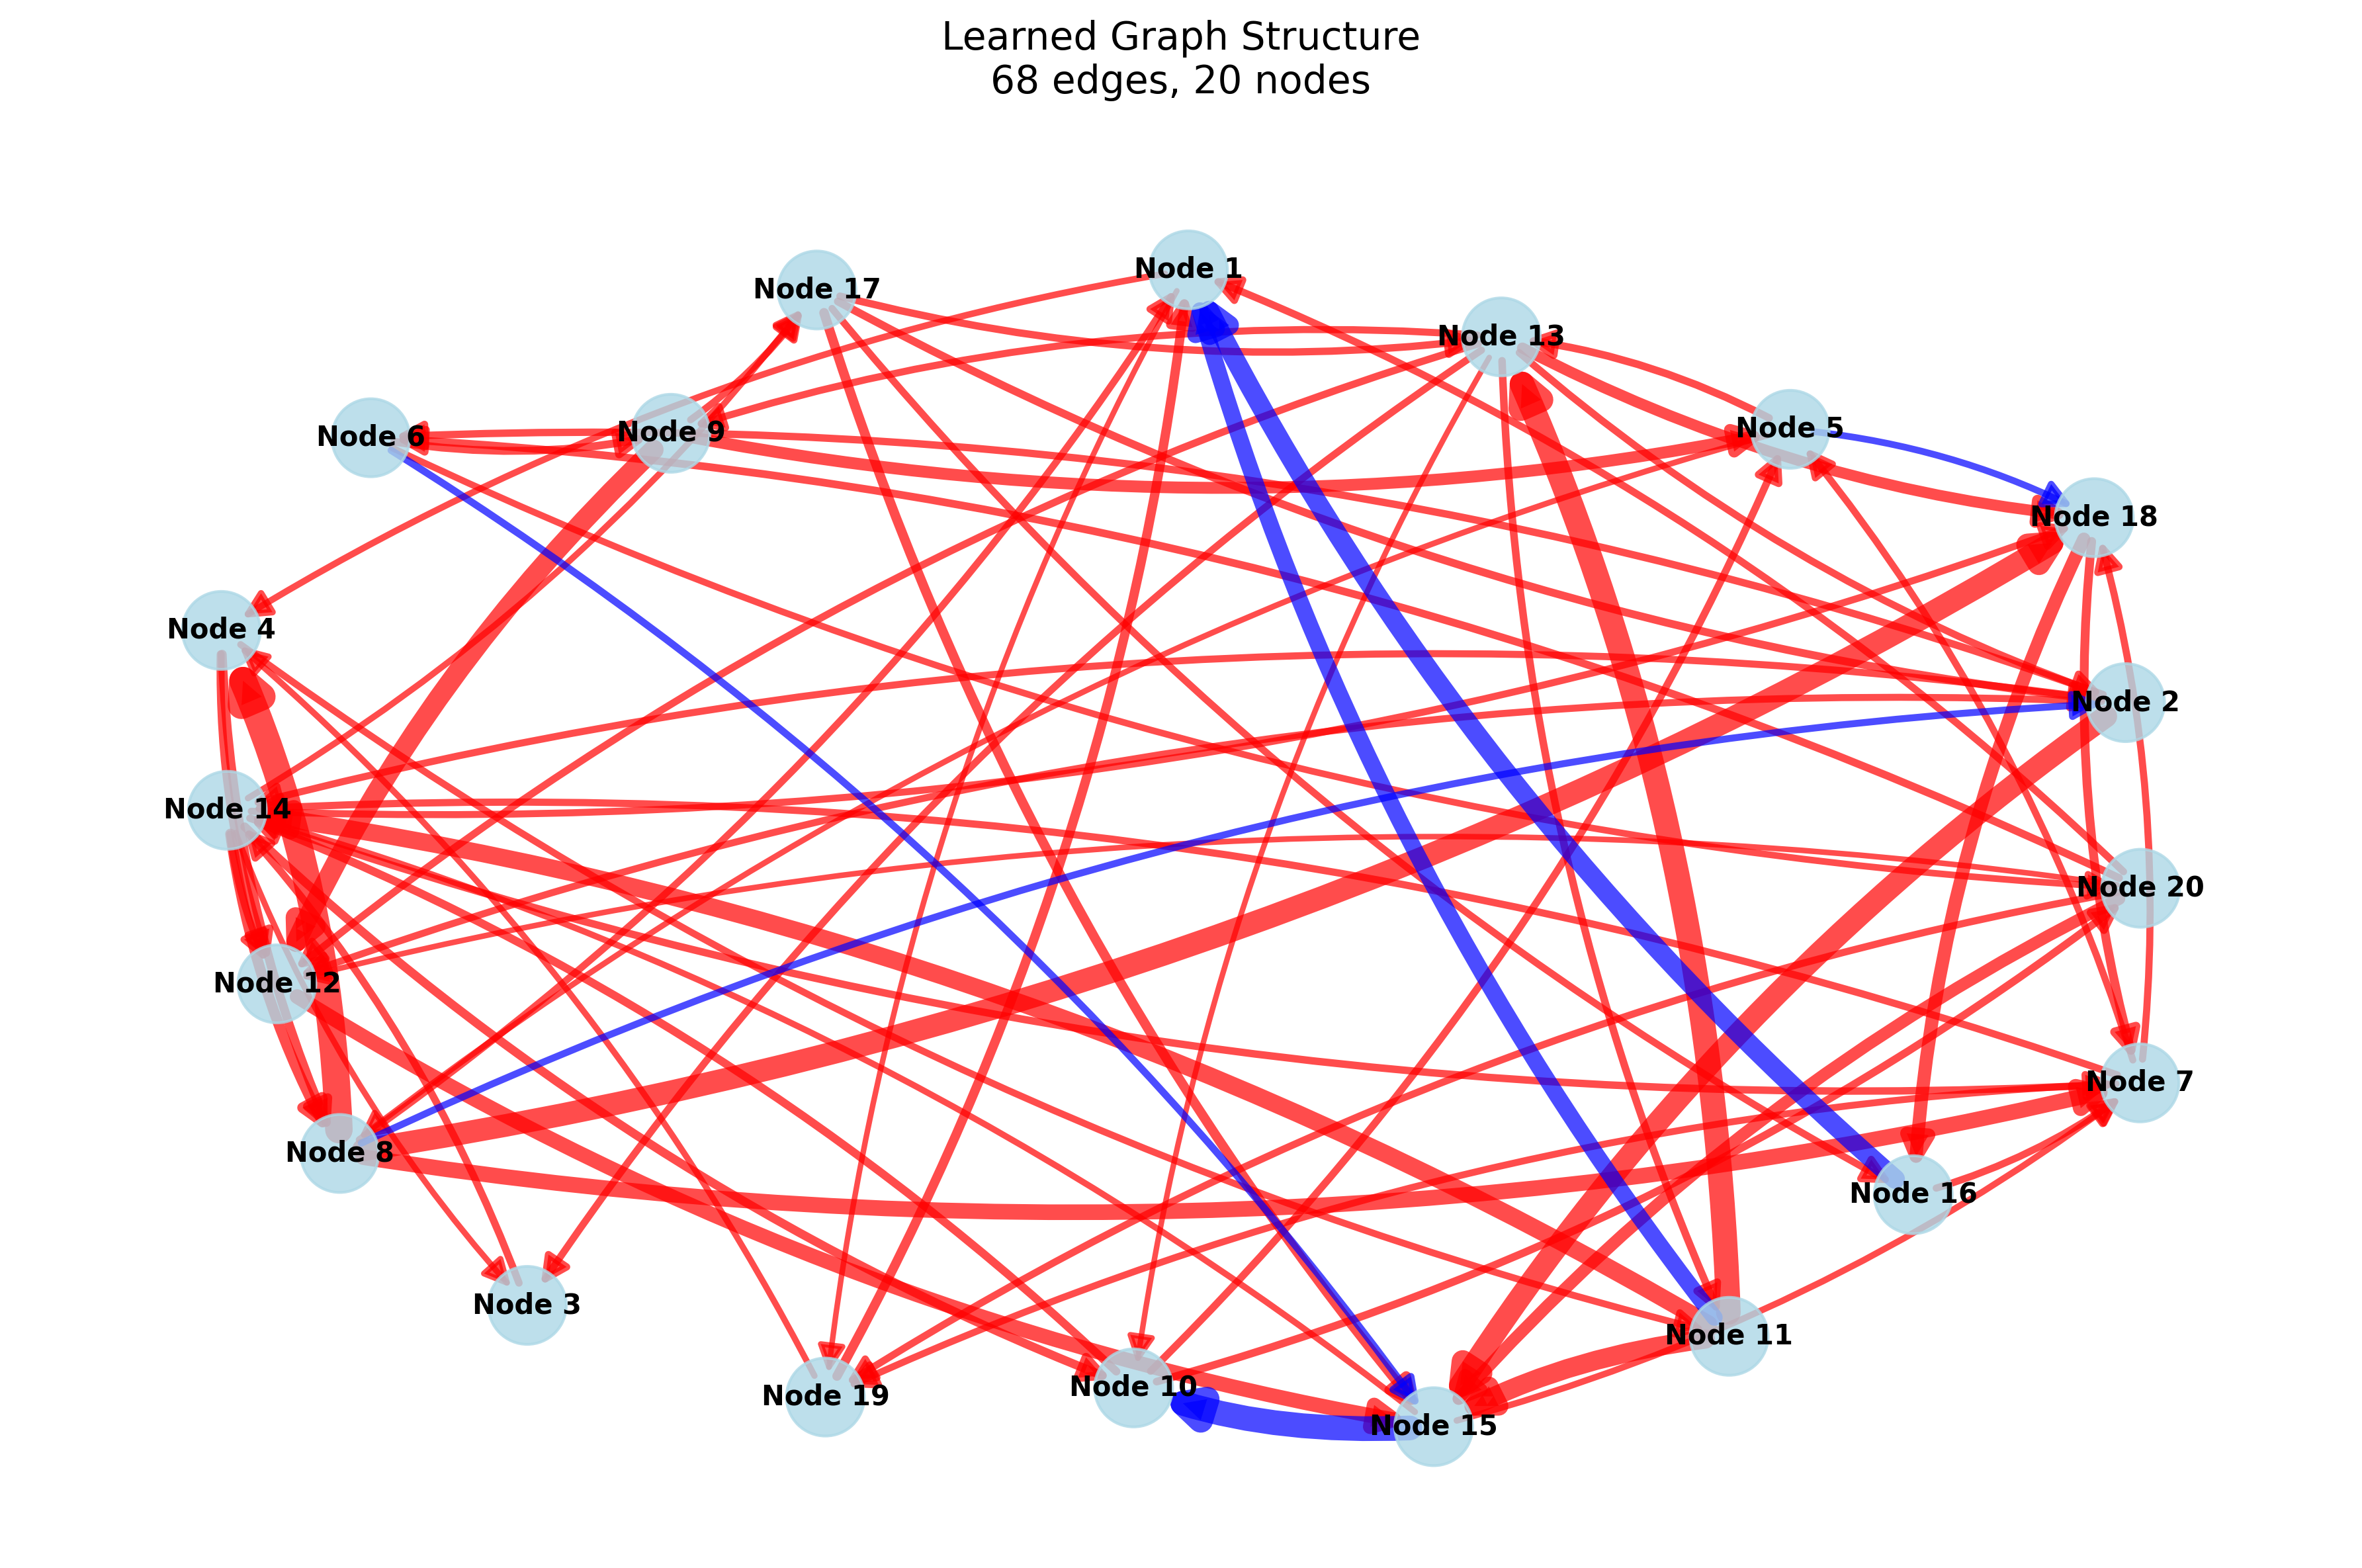 Learned Graph Structure
68 edges, 20 nodes
Node 1
Node 17
Node 13
Node 5
Node 9
Node 6
Node 18
Node 4
Node 2
Node 14
Node 20
Node 12
Node 7
Node 8
Node 16
Node 3
Node 11
Node 10
Node 19
Node 15